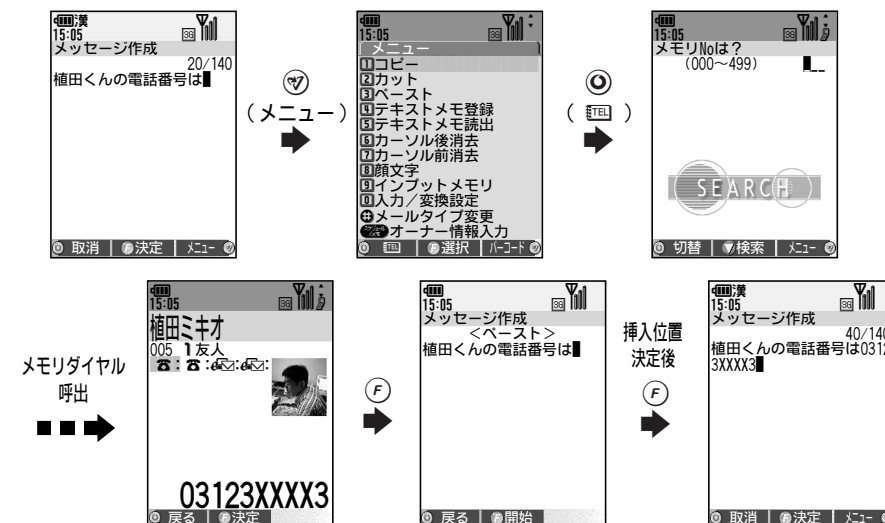 漢
15:05
3G
メッセージ作成
20/140
植田くんの電話番号は
取消 決定 メニュー
（メニュー）
15:05
3G
メニュー
1コピー
2カット
3ペースト
4テキストメモ登録
5テキストメモ読出
6カーソル後消去
7カーソル前消去
8顔文字
9インプットメモリ
0入力／変換設定
#メールタイプ変更
オーナー情報入力
TEL 選択 バーコード
（TEL）
15:05
3G
メモリNoは？
(000～499)
SEARCH
切替 検索 メニュー
メモリダイヤル
呼出
15:05
3G
植田ミキオ
005 1友人
03123XXXX3
戻る F決定
F
15:05
3G
メッセージ作成
＜ペースト＞
植田くんの電話番号は
戻る F開始
挿入位置
決定後
F
漢
15:05
3G
メッセージ作成
40/140
植田くんの電話番号は0312
3XXXX3
取消 F決定 メニュー